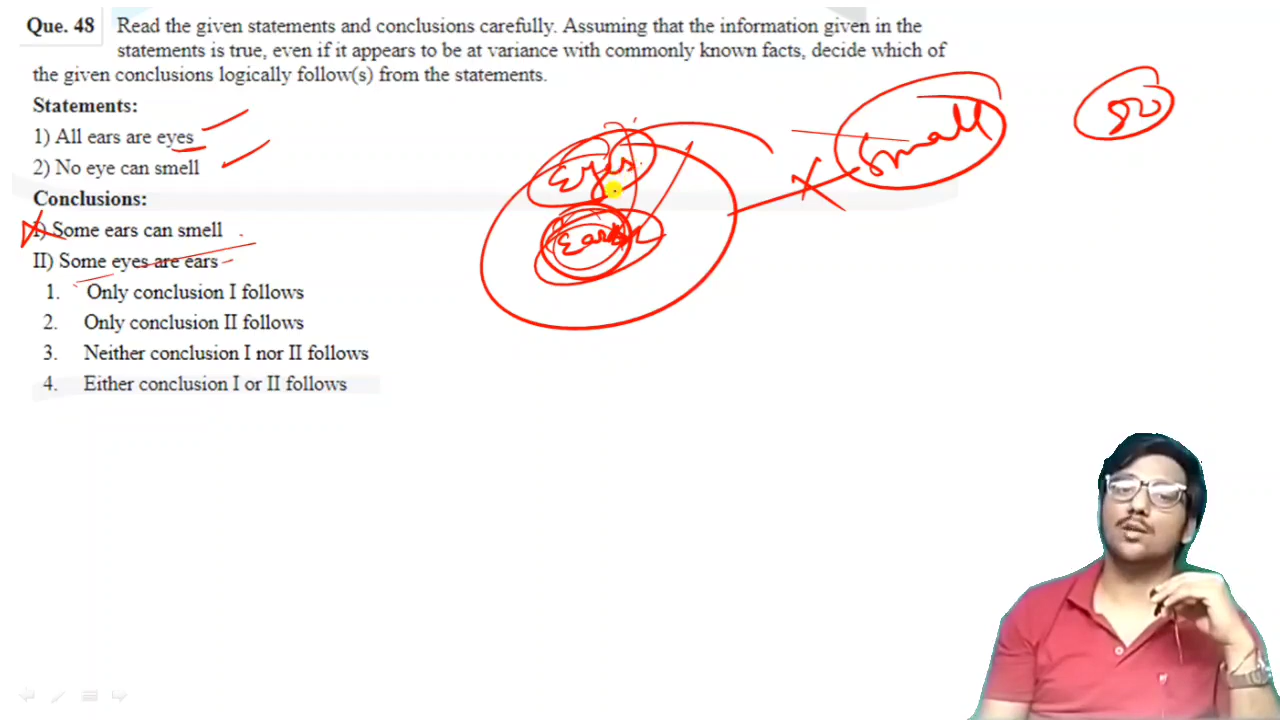 Que. 48 Read the given statements and conclusions carefully. Assuming that the information given in the
statements is true, even if it appears to be at variance with commonly known facts, decide which of
the given conclusions logically follow(s) from the statements.
Statements:
1) All ears are eyes
2) No eye can smell
Conclusions:
I) Some ears can smell
II) Some eyes are ears
1. Only conclusion I follows
2. Only conclusion II follows
3. Neither conclusion I nor II follows
4. Either conclusion I or II follows
Eyes
Ears
Small